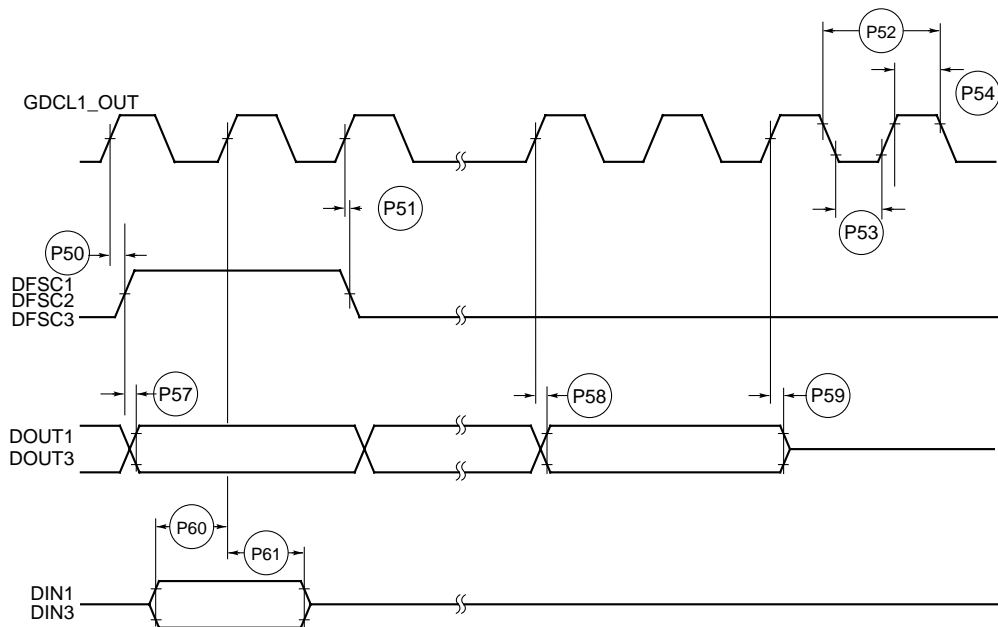 P52
GDCL1_OUT
P54
P51
P53
P50
DFSC1
DFSC2
DFSC3
P57
P58
P59
DOUT1
DOUT3
P60
P61
DIN1
DIN3